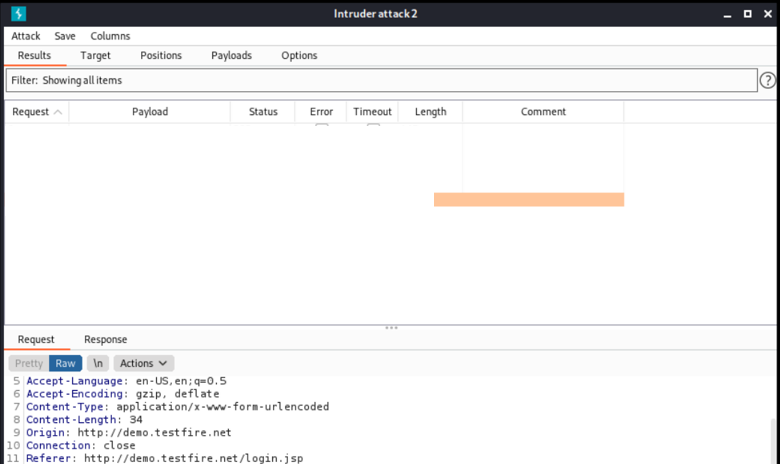 Intruder attack 2
Attack Save Columns
Results Target Positions Payloads Options
Filter: Showing all items ?
Request Payload Status Error Timeout Length Comment
Request Response
Pretty Raw \n Actions
5 Accept-Language: en-US,en;q=0.5
6 Accept-Encoding: gzip, deflate
7 Content-Type: application/x-www-form-urlencoded
8 Content-Length: 34
9 Origin: http://demo.testfire.net
10 Connection: close
11 Referer: http://demo.testfire.net/login.jsp